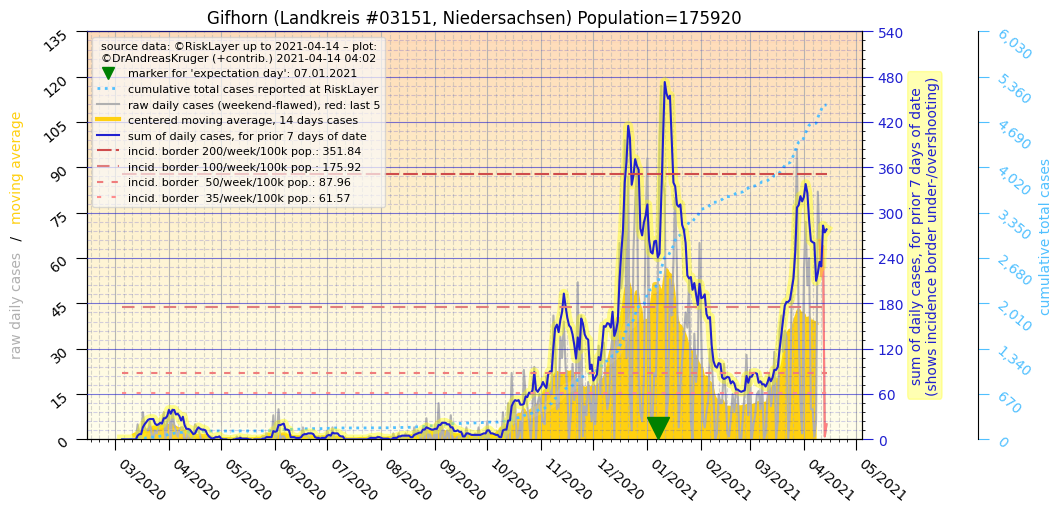 Gifhorn (Landkreis #03151, Niedersachsen) Population=175920
source data: ©RiskLayer up to 2021-04-14 – plot:
©DrAndreasKruger (+contrib.) 2021-04-14 04:02
marker for 'expectation day': 07.01.2021
cumulative total cases reported at RiskLayer
raw daily cases (weekend-flawed), red: last 5
centered moving average, 14 days cases
sum of daily cases, for prior 7 days of date
incid. border 200/week/100k pop.: 351.84
incid. border 100/week/100k pop.: 175.92
incid. border  50/week/100k pop.: 87.96
incid. border  35/week/100k pop.: 61.57
raw daily cases  /  moving average
135
120
105
90
75
60
45
30
15
0
03/2020
04/2020
05/2020
06/2020
07/2020
08/2020
09/2020
10/2020
11/2020
12/2020
01/2021
02/2021
03/2021
04/2021
05/2021
540
480
420
360
300
240
180
120
60
0
sum of daily cases, for prior 7 days of date
(shows incidence border under-/overshooting)
6,030
5,360
4,690
4,020
3,350
2,680
2,010
1,340
670
0
cumulative total cases